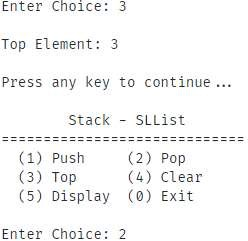 Enter Choice: 3
Top Element: 3
Press any key to continue...
Stack - SLList
=============================
(1) Push (2) Pop
(3) Top (4) Clear
(5) Display (0) Exit
Enter Choice: 2